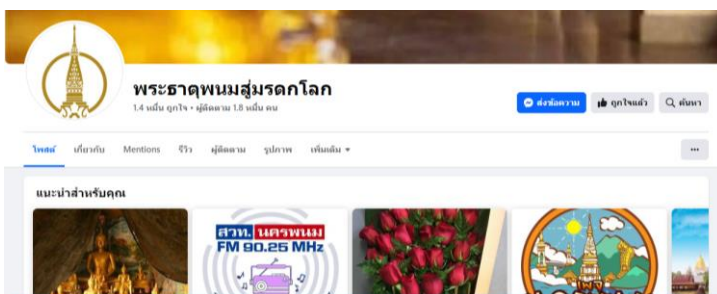 พระธาตุพนมสู่มรดกโลก
1.4 หมื่น ถูกใจ • ผู้ติดตาม 1.8 หมื่น คน
ส่งข้อความ
ถูกใจแล้ว
ค้นหา
โพสต์ เกี่ยวกับ Mentions รีวิว ผู้ติดตาม รูปภาพ เพิ่มเติม
แนะนำสำหรับคุณ
สวท. นครพนม
FM 90.25 MHz